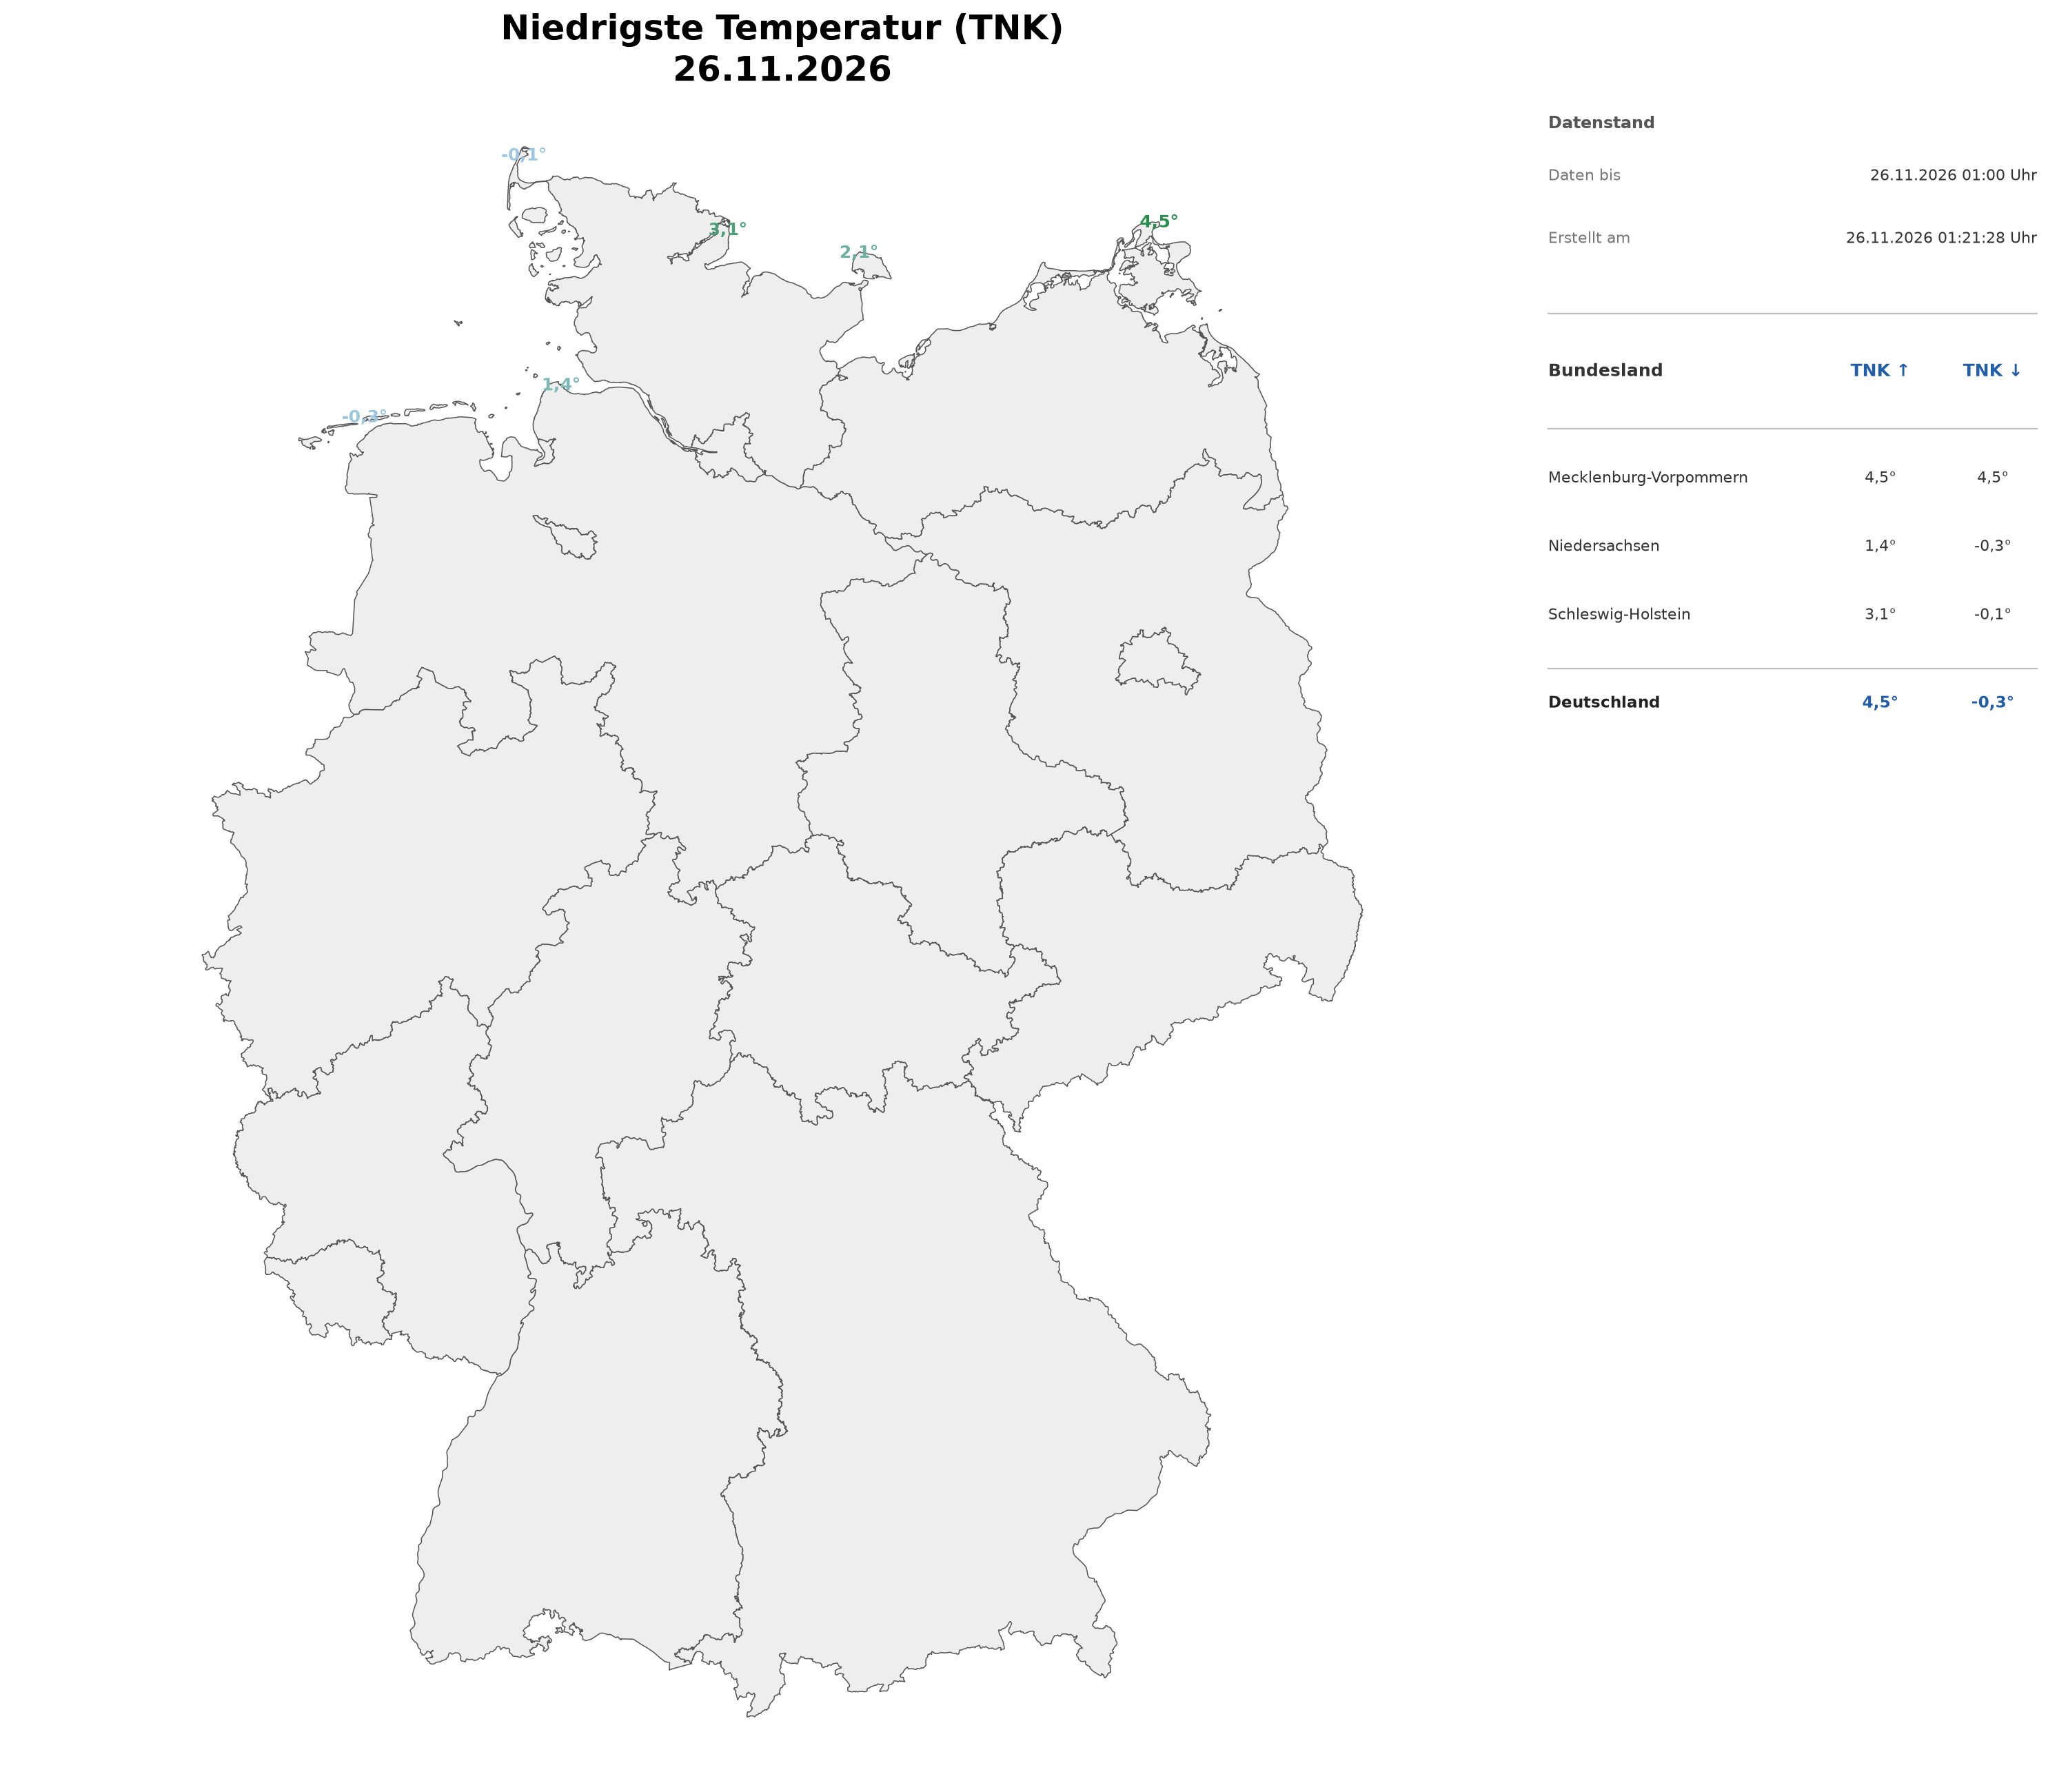 Niedrigste Temperatur (TNK)
26.11.2026
-0,1°
3,1°
4,5°
2,1°
1,4°
-0,3°
Datenstand
Daten bis 26.11.2026 01:00 Uhr
Erstellt am 26.11.2026 01:21:28 Uhr
Bundesland TNK ↑ TNK ↓
Mecklenburg-Vorpommern 4,5° 4,5°
Niedersachsen 1,4° -0,3°
Schleswig-Holstein 3,1° -0,1°
Deutschland 4,5° -0,3°